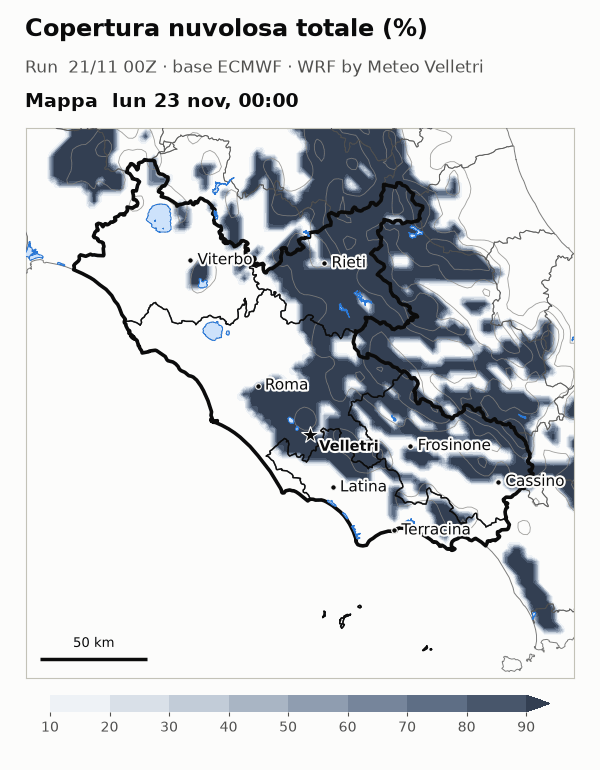 Copertura nuvolosa totale (%)
Run  21/11 00Z · base ECMWF · WRF by Meteo Velletri
Mappa  lun 23 nov, 00:00
Viterbo
Rieti
Roma
Velletri
Frosinone
Latina
Cassino
Terracina
50 km
10 20 30 40 50 60 70 80 90